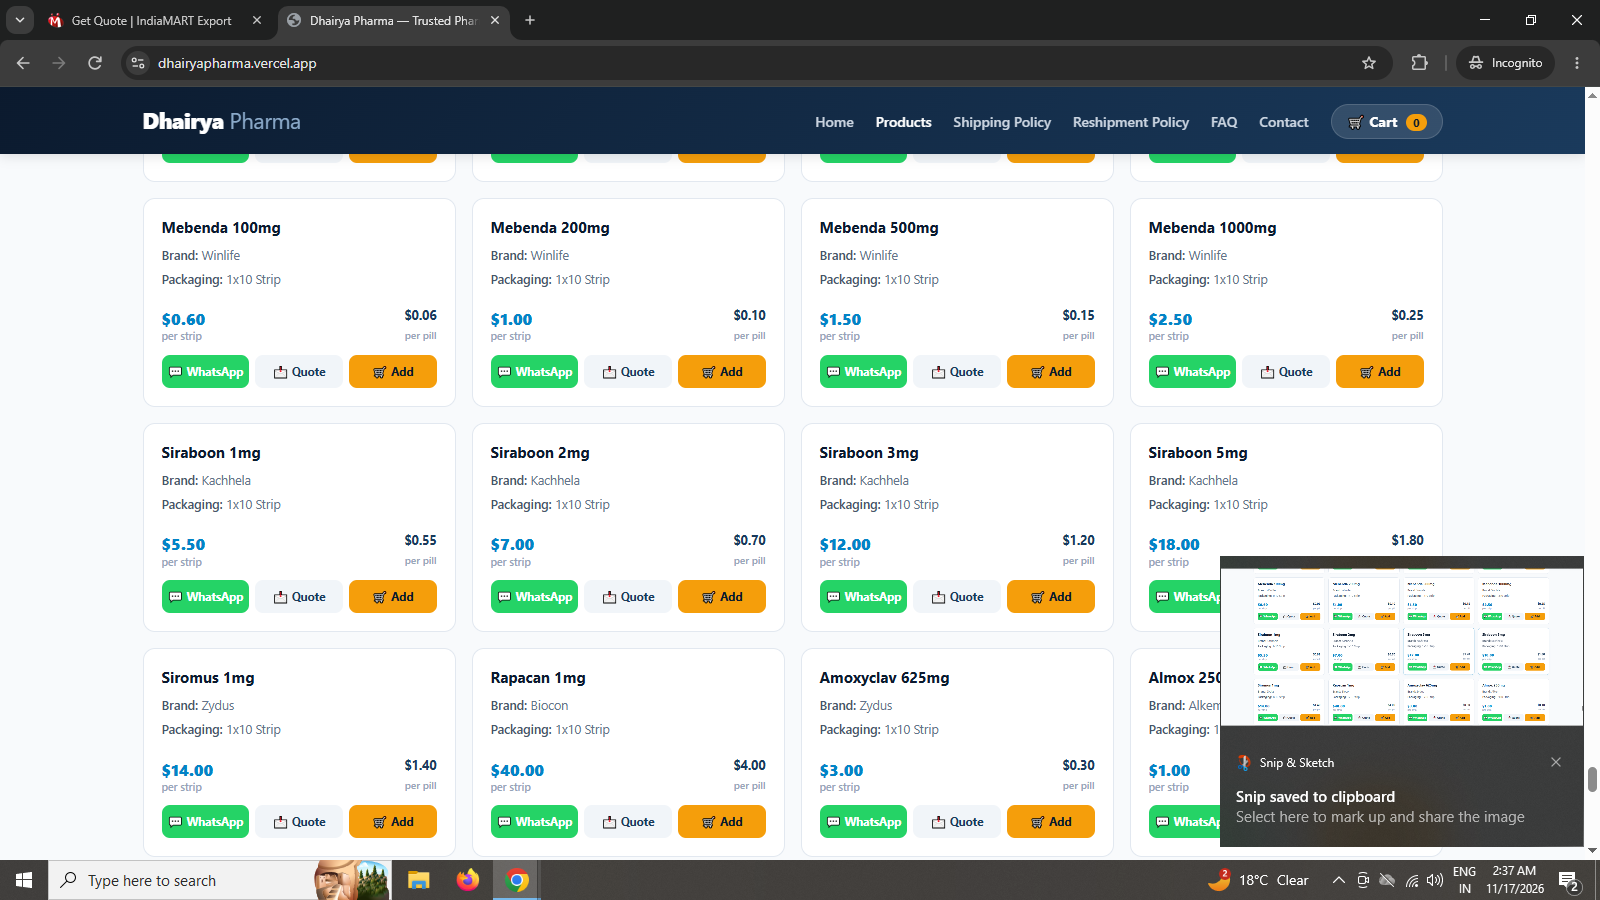 Get Quote | IndiaMART Export
Dhairya Pharma — Trusted Phar
dhairyapharma.vercel.app
Incognito
Dhairya Pharma
Home
Products
Shipping Policy
Reshipment Policy
FAQ
Contact
Cart 0
Mebenda 100mg
Brand: Winlife
Packaging: 1x10 Strip
$0.60
per strip
$0.06
per pill
WhatsApp
Quote
Add
Mebenda 200mg
Brand: Winlife
Packaging: 1x10 Strip
$1.00
per strip
$0.10
per pill
WhatsApp
Quote
Add
Mebenda 500mg
Brand: Winlife
Packaging: 1x10 Strip
$1.50
per strip
$0.15
per pill
WhatsApp
Quote
Add
Mebenda 1000mg
Brand: Winlife
Packaging: 1x10 Strip
$2.50
per strip
$0.25
per pill
WhatsApp
Quote
Add
Siraboon 1mg
Brand: Kachhela
Packaging: 1x10 Strip
$5.50
per strip
$0.55
per pill
WhatsApp
Quote
Add
Siraboon 2mg
Brand: Kachhela
Packaging: 1x10 Strip
$7.00
per strip
$0.70
per pill
WhatsApp
Quote
Add
Siraboon 3mg
Brand: Kachhela
Packaging: 1x10 Strip
$12.00
per strip
$1.20
per pill
WhatsApp
Quote
Add
Siraboon 5mg
Brand: Kachhela
Packaging: 1x10 Strip
$18.00
per strip
$1.80
WhatsApp
Siromus 1mg
Brand: Zydus
Packaging: 1x10 Strip
$14.00
per strip
$1.40
per pill
WhatsApp
Quote
Add
Rapacan 1mg
Brand: Biocon
Packaging: 1x10 Strip
$40.00
per strip
$4.00
per pill
WhatsApp
Quote
Add
Amoxyclav 625mg
Brand: Zydus
Packaging: 1x10 Strip
$3.00
per strip
$0.30
per pill
WhatsApp
Quote
Add
Almox 250
Brand: Alkem
Packaging: 1
$1.00
per strip
WhatsApp
Snip & Sketch
Snip saved to clipboard
Select here to mark up and share the image
Type here to search
2
18°C Clear
ENG
IN
2:37 AM
11/17/2026
2